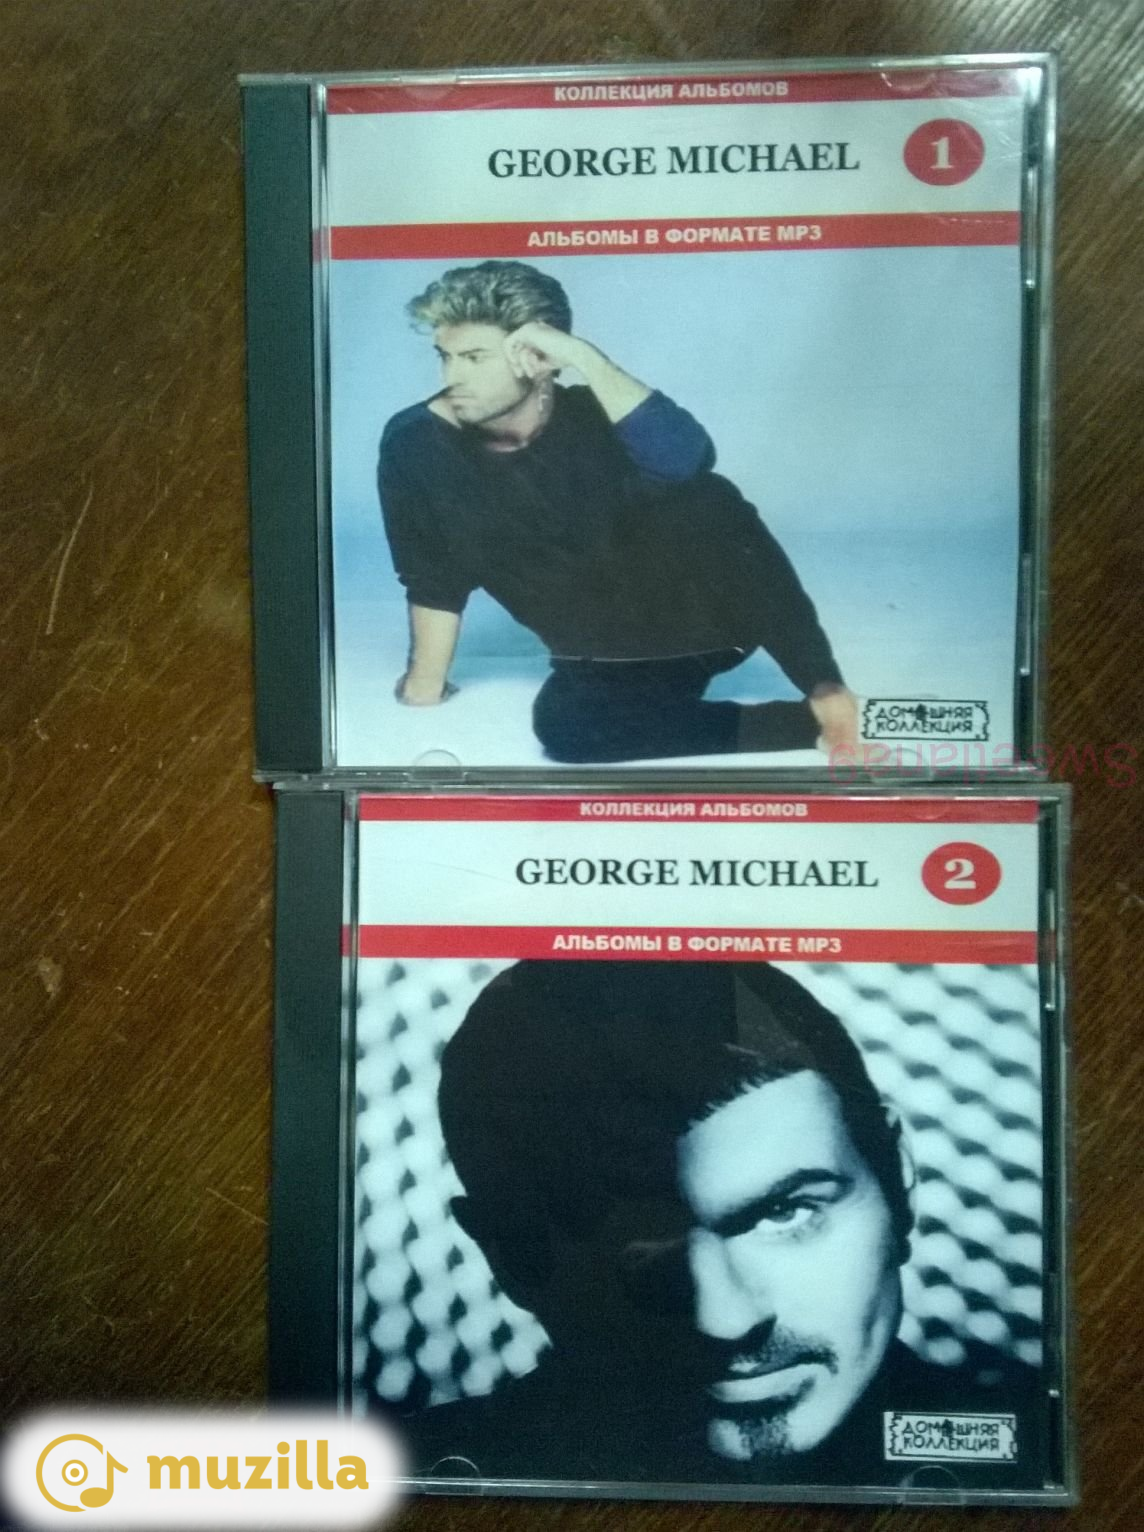 КОЛЛЕКЦИЯ АЛЬБОМОВ
GEORGE MICHAEL
1
АЛЬБОМЫ В ФОРМАТЕ MP3
ДОМАШНЯЯ
КОЛЛЕКЦИЯ
КОЛЛЕКЦИЯ АЛЬБОМОВ
GEORGE MICHAEL
2
АЛЬБОМЫ В ФОРМАТЕ MP3
ДОМАШНЯЯ
КОЛЛЕКЦИЯ
muzilla